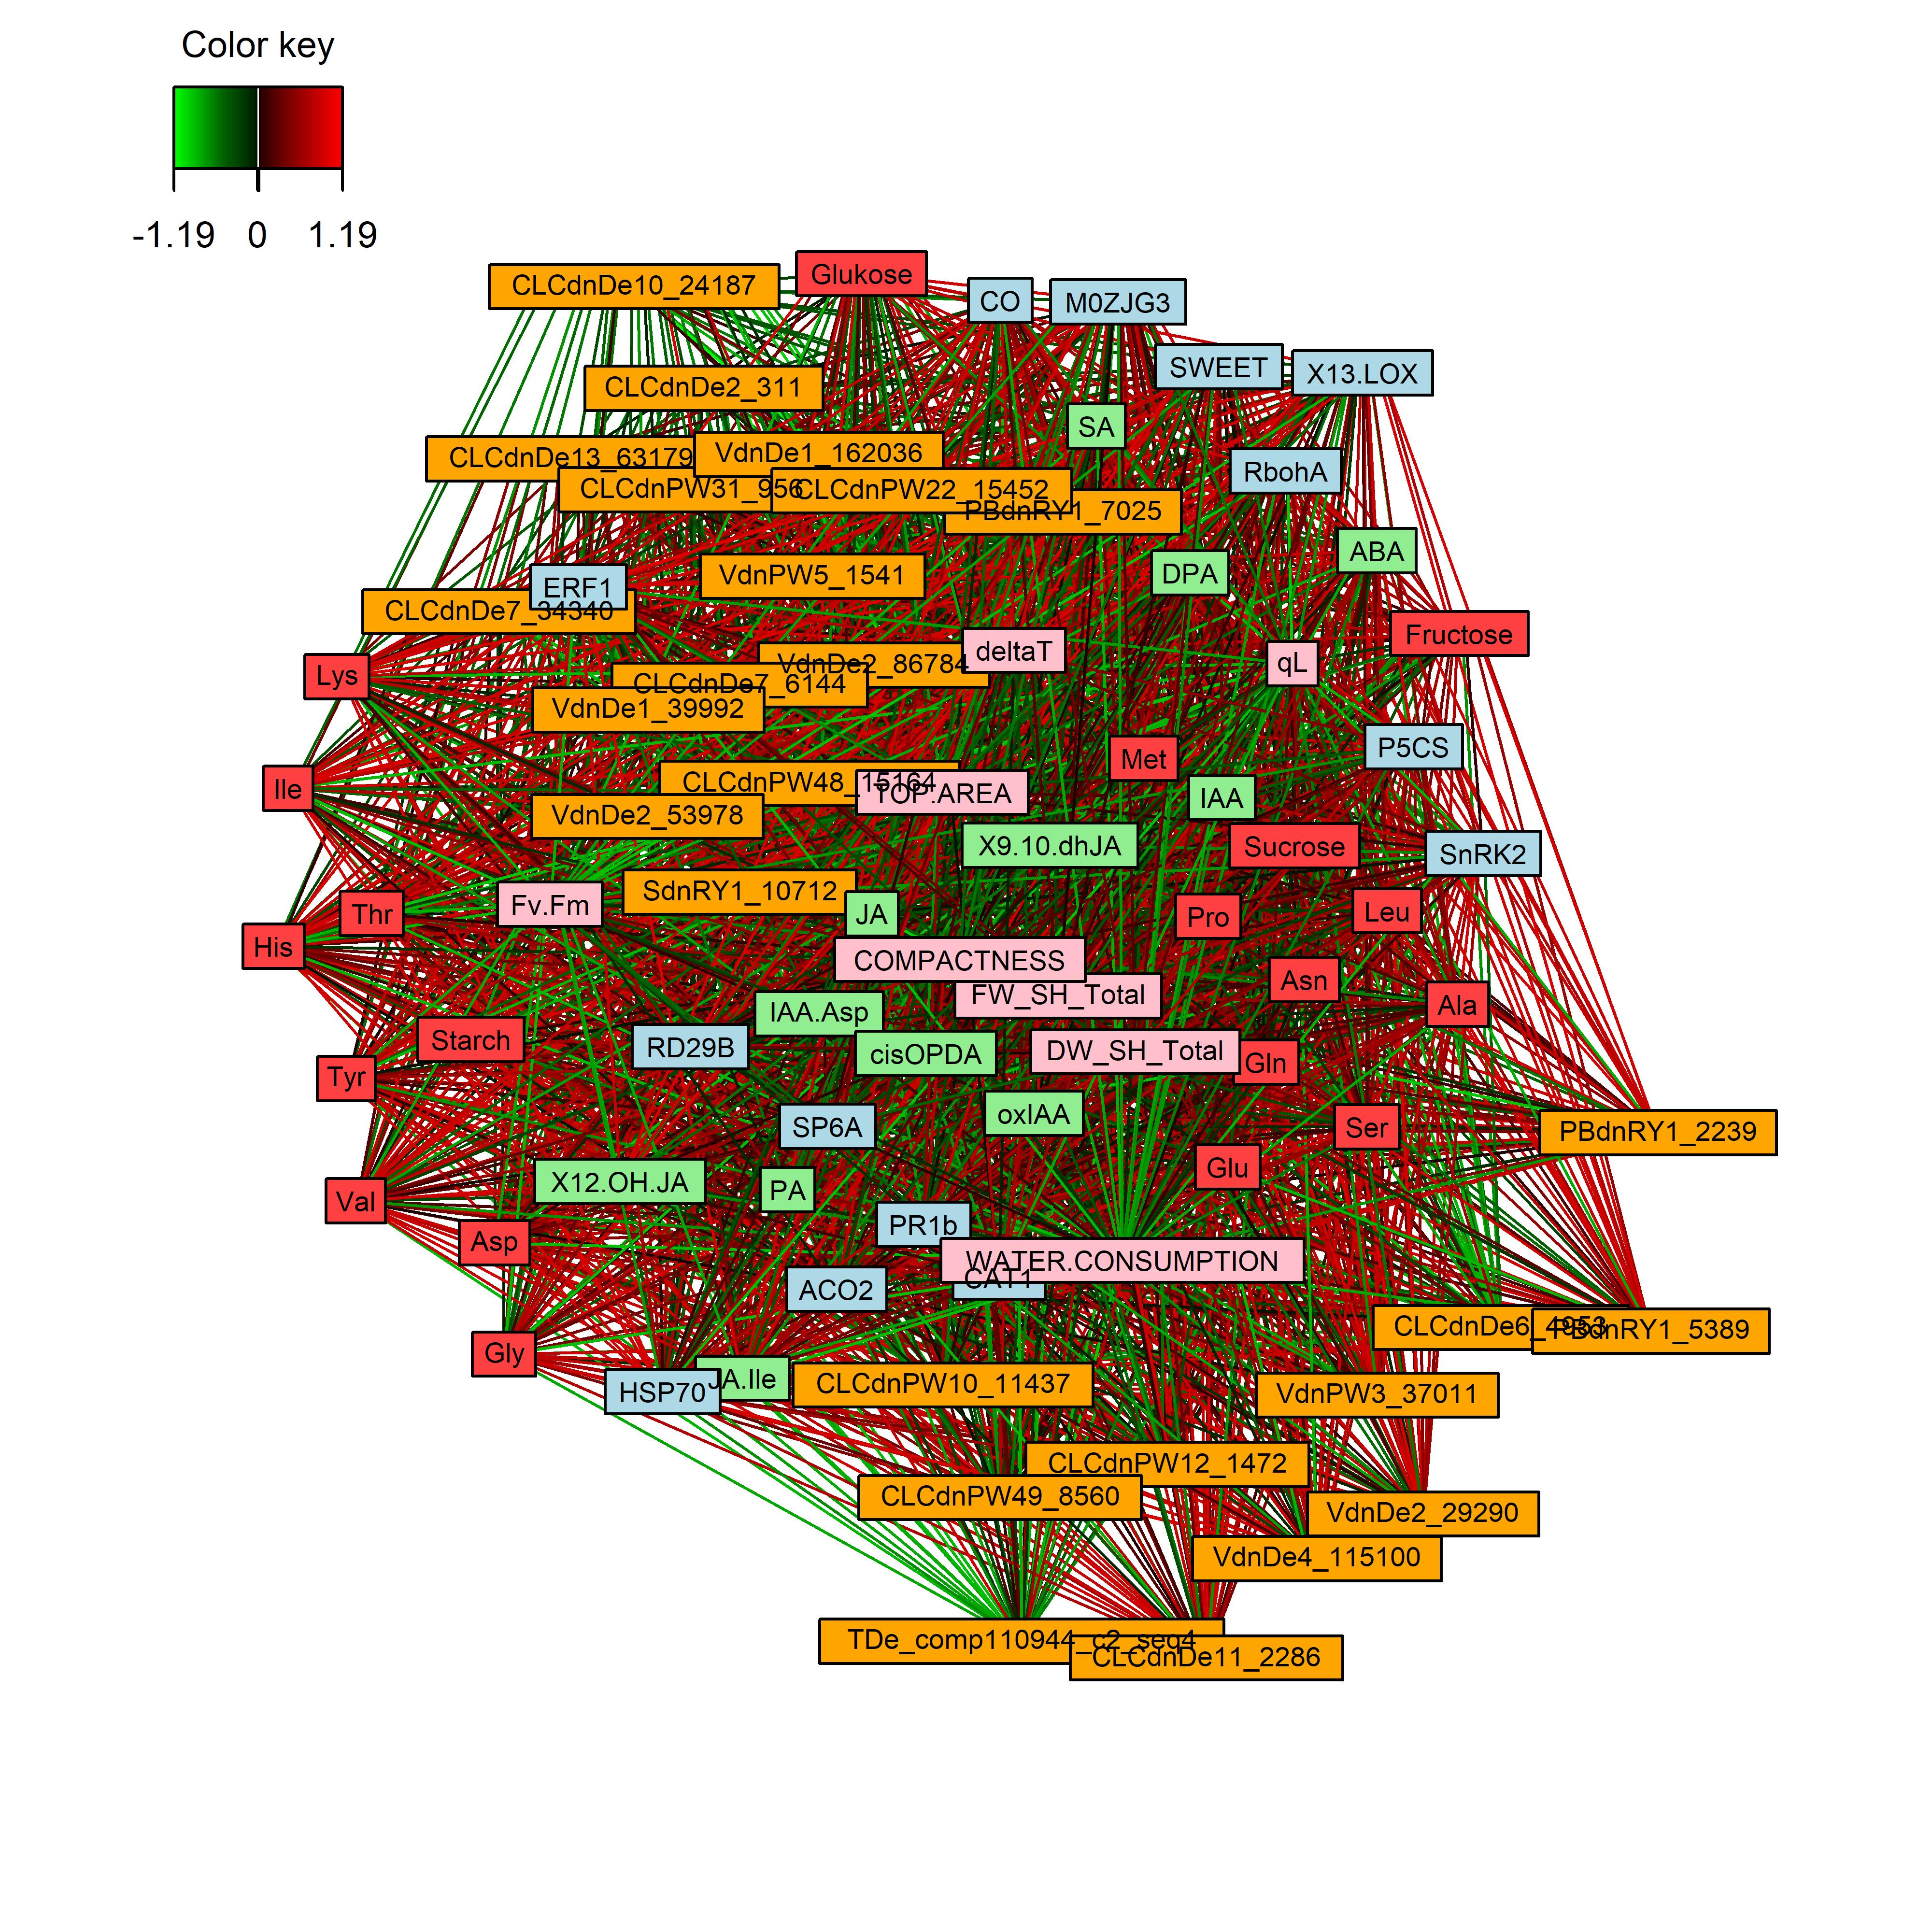 Color key
-1.19 0 1.19
Glukose
CLCdnDe10_24187
CO
M0ZJG3
SWEET
X13.LOX
CLCdnDe2_311
SA
VdnDe1_162036
CLCdnDe13_63179
RbohA
CLCdnPW31_956
CLCdnPW22_15452
PBdnRY1_7025
ABA
DPA
VdnPW5_1541
ERF1
CLCdnDe7_34340
Fructose
deltaT
qL
VdnDe2_86784
Lys
CLCdnDe7_6144
VdnDe1_39992
P5CS
Met
CLCdnPW48_15164
Ile
TOP.AREA
IAA
VdnDe2_53978
X9.10.dhJA
Sucrose
SnRK2
SdnRY1_10712
Fv.Fm
Thr
JA
Pro
Leu
His
COMPACTNESS
Asn
FW_SH_Total
Ala
IAA.Asp
Starch
RD29B
cisOPDA
DW_SH_Total
Gln
Tyr
oxIAA
SP6A
Ser
PBdnRY1_2239
Glu
X12.OH.JA
PA
Val
PR1b
Asp
WATER.CONSUMPTION
CAT1
ACO2
CLCdnDe6_4953
PBdnRY1_5389
Gly
JA.Ile
CLCdnPW10_11437
HSP70
VdnPW3_37011
CLCdnPW12_1472
CLCdnPW49_8560
VdnDe2_29290
VdnDe4_115100
TDe_comp110944_c2_seq4
CLCdnDe11_2286